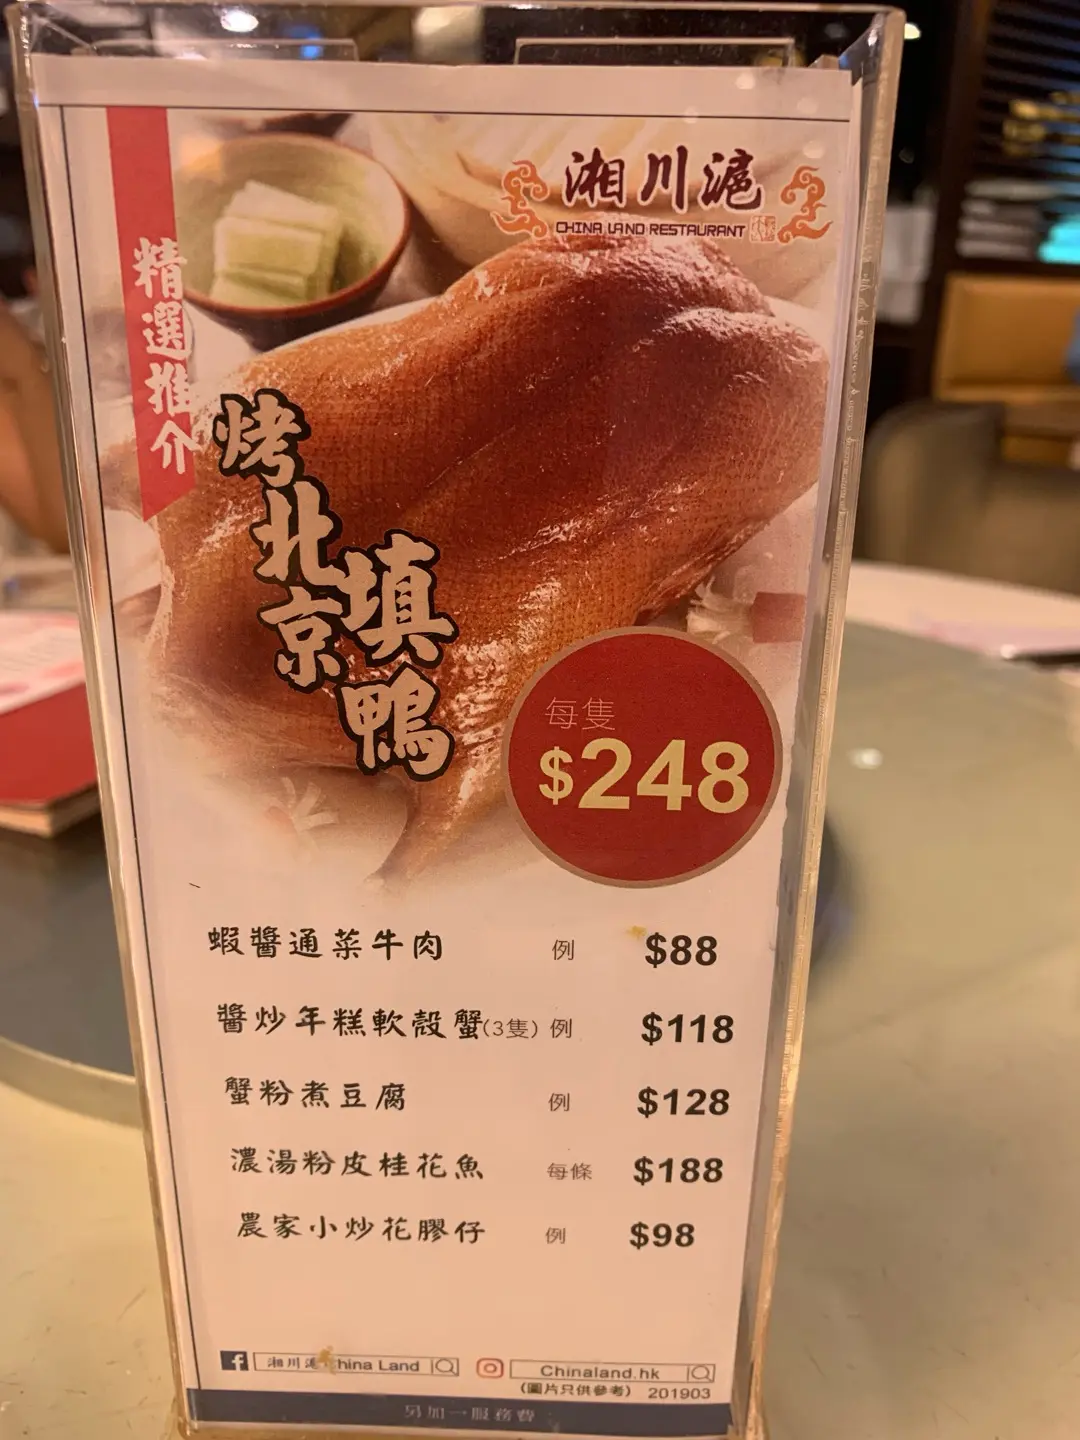 湘川滬
CHINA LAND RESTAURANT
精選推介
烤北京填鴨
每隻
$248
蝦醬通菜牛肉 例 $88
醬炒年糕軟殼蟹(3隻) 例 $118
蟹粉煮豆腐 例 $128
濃湯粉皮桂花魚 每條 $188
農家小炒花膠仔 例 $98
湘川滬 China Land
Chinaland.hk
(圖片只供參考) 201903
另加一服務費